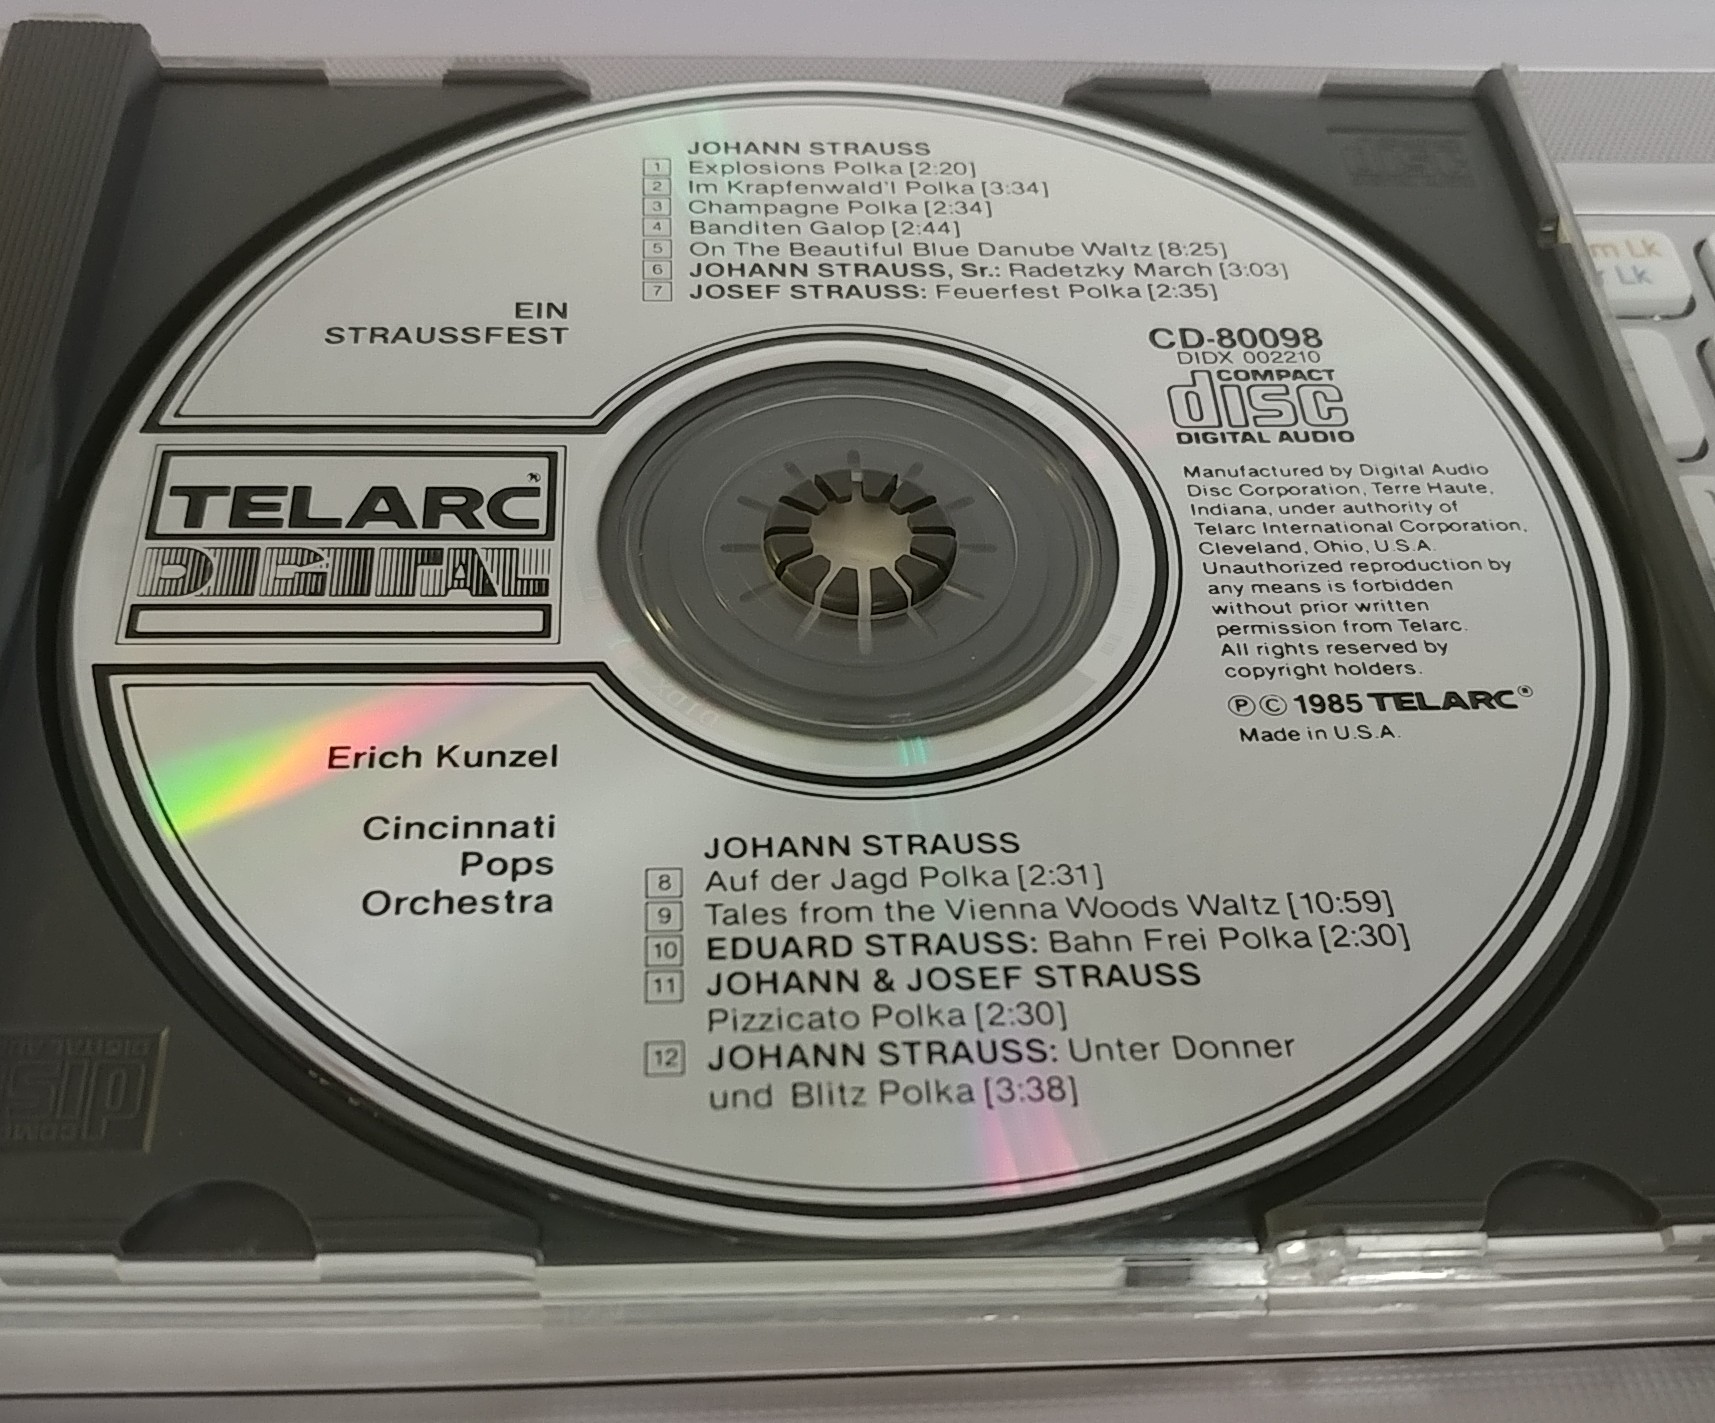 JOHANN STRAUSS
1 Explosions Polka [2:20]
2 Im Krapfenwald'l Polka [3:34]
3 Champagne Polka [2:34]
4 Banditen Galop [2:44]
5 On The Beautiful Blue Danube Waltz [8:25]
6 JOHANN STRAUSS, Sr.: Radetzky March [3:03]
7 JOSEF STRAUSS: Feuerfest Polka [2:35]
EIN
STRAUSSFEST
CD-80098
DIDX 002210
COMPACT
disc
DIGITAL AUDIO
TELARC®
DIGITAL
Manufactured by Digital Audio
Disc Corporation, Terre Haute,
Indiana, under authority of
Telarc International Corporation,
Cleveland, Ohio, U.S.A.
Unauthorized reproduction by
any means is forbidden
without prior written
permission from Telarc.
All rights reserved by
copyright holders.
Ⓟ © 1985 TELARC®
Made in U.S.A.
Erich Kunzel
Cincinnati
Pops
Orchestra
JOHANN STRAUSS
8 Auf der Jagd Polka [2:31]
9 Tales from the Vienna Woods Waltz [10:59]
10 EDUARD STRAUSS: Bahn Frei Polka [2:30]
11 JOHANN & JOSEF STRAUSS
Pizzicato Polka [2:30]
12 JOHANN STRAUSS: Unter Donner
und Blitz Polka [3:38]
Lk
Lk
DIDX
disc